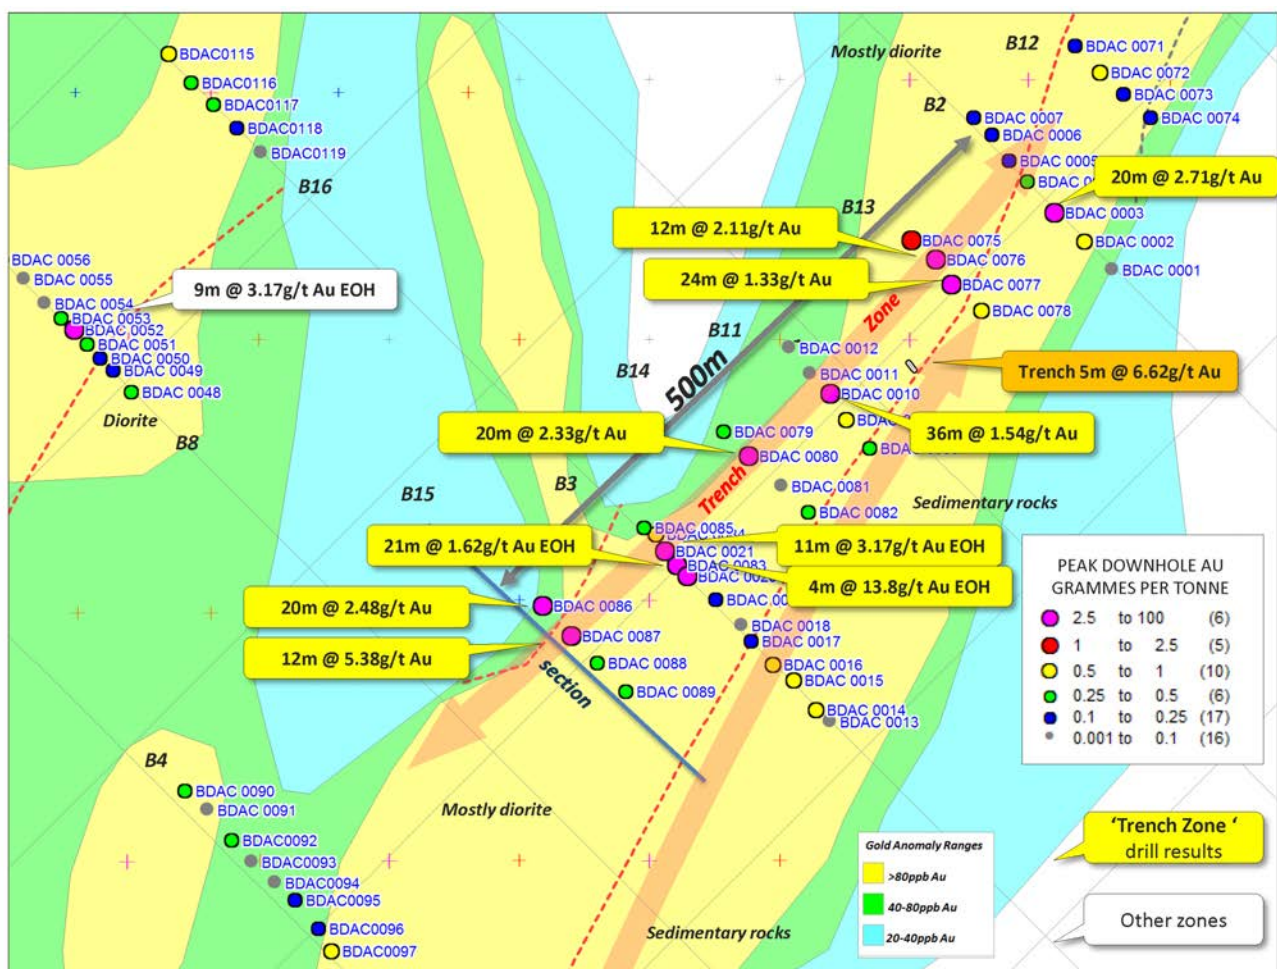 Mostly diorite
B12
BDAC 0071
BDAC 0072
BDAC 0073
BDAC 0074
BDAC0115
BDAC0116
BDAC0117
BDAC0118
BDAC0119
B16
B2
BDAC 0007
BDAC 0006
BDAC 0005
20m @ 2.71g/t Au
BDAC 0003
BDAC 0002
BDAC 0001
B13
12m @ 2.11g/t Au
BDAC 0075
BDAC 0076
24m @ 1.33g/t Au
BDAC 0077
BDAC 0078
Zone
BDAC 0056
BDAC 0055
BDAC 0054
BDAC 0053
BDAC 0052
BDAC 0051
BDAC 0050
BDAC 0049
BDAC 0048
9m @ 3.17g/t Au EOH
Diorite
B8
B11
B14
500m
BDAC 0012
BDAC 0011
BDAC 0010
Trench 5m @ 6.62g/t Au
36m @ 1.54g/t Au
20m @ 2.33g/t Au
BDAC 0079
BDAC 0080
BDAC 0081
BDAC 0082
Trench
Sedimentary rocks
B15
B3
BDAC 0085
BDAC 0021
BDAC 0083
21m @ 1.62g/t Au EOH
11m @ 3.17g/t Au EOH
4m @ 13.8g/t Au EOH
BDAC 0018
BDAC 0017
BDAC 0016
BDAC 0015
BDAC 0014
BDAC 0013
20m @ 2.48g/t Au
BDAC 0086
12m @ 5.38g/t Au
BDAC 0087
BDAC 0088
BDAC 0089
section
PEAK DOWNHOLE AU
GRAMMES PER TONNE
2.5 to 100 (6)
1 to 2.5 (5)
0.5 to 1 (10)
0.25 to 0.5 (6)
0.1 to 0.25 (17)
0.001 to 0.1 (16)
B4
BDAC 0090
BDAC 0091
BDAC0092
BDAC0093
BDAC0094
BDAC0095
BDAC0096
BDAC0097
Mostly diorite
Sedimentary rocks
Gold Anomaly Ranges
>80ppb Au
40-80ppb Au
20-40ppb Au
'Trench Zone '
drill results
Other zones